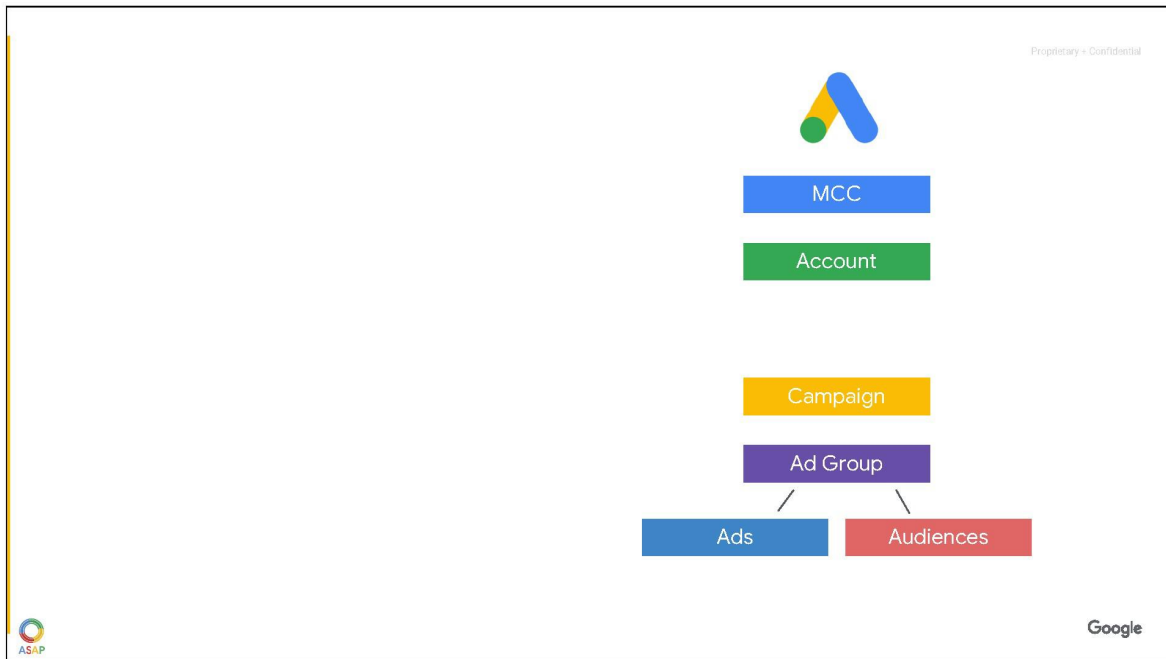 Proprietary + Confidential
MCC
Account
Campaign
Ad Group
Ads
Audiences
Google
ASAP